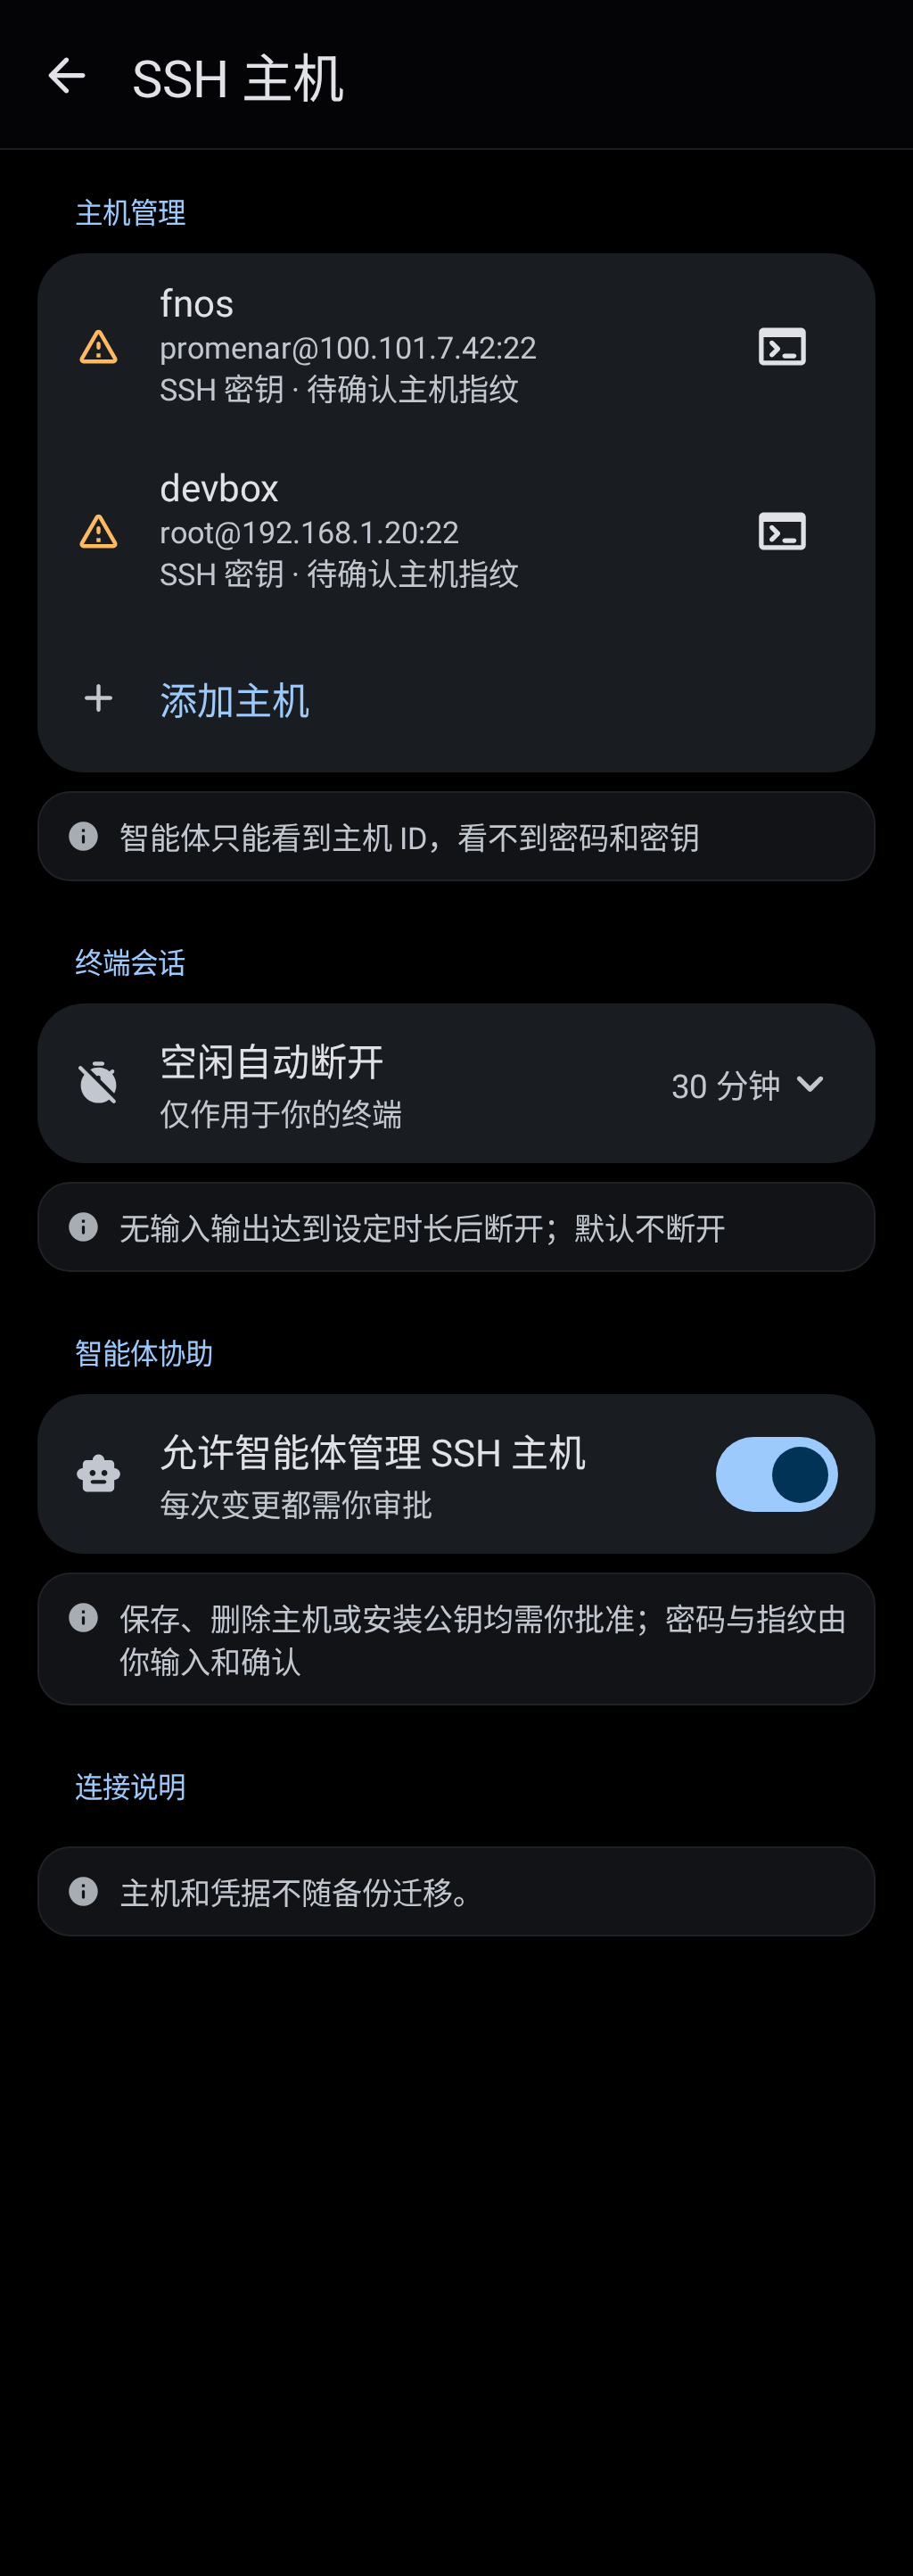 SSH 主机
主机管理
fnos
promenar@100.101.7.42:22
SSH 密钥 · 待确认主机指纹
devbox
root@192.168.1.20:22
SSH 密钥 · 待确认主机指纹
添加主机
智能体只能看到主机 ID，看不到密码和密钥
终端会话
空闲自动断开
仅作用于你的终端
30 分钟
无输入输出达到设定时长后断开；默认不断开
智能体协助
允许智能体管理 SSH 主机
每次变更都需你审批
保存、删除主机或安装公钥均需你批准；密码与指纹由
你输入和确认
连接说明
主机和凭据不随备份迁移。